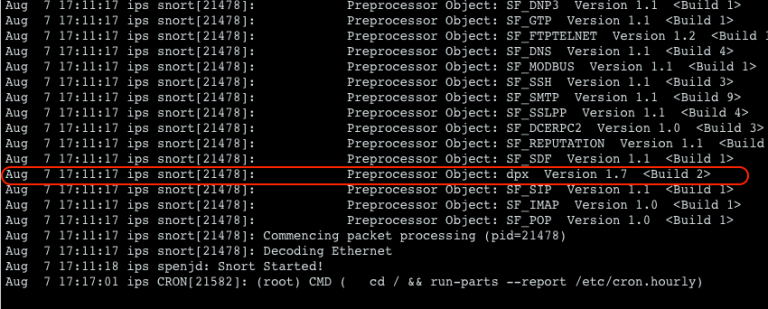 Aug  7 17:11:17 ips snort[21478]:          Preprocessor Object: SF_DNP3  Version 1.1  <Build 1>
Aug  7 17:11:17 ips snort[21478]:          Preprocessor Object: SF_GTP  Version 1.1  <Build 1>
Aug  7 17:11:17 ips snort[21478]:          Preprocessor Object: SF_FTPTELNET  Version 1.2  <Build
Aug  7 17:11:17 ips snort[21478]:          Preprocessor Object: SF_DNS  Version 1.1  <Build 4>
Aug  7 17:11:17 ips snort[21478]:          Preprocessor Object: SF_MODBUS  Version 1.1  <Build 1>
Aug  7 17:11:17 ips snort[21478]:          Preprocessor Object: SF_SSH  Version 1.1  <Build 3>
Aug  7 17:11:17 ips snort[21478]:          Preprocessor Object: SF_SMTP  Version 1.1  <Build 9>
Aug  7 17:11:17 ips snort[21478]:          Preprocessor Object: SF_SSLPP  Version 1.1  <Build 4>
Aug  7 17:11:17 ips snort[21478]:          Preprocessor Object: SF_DCERPC2  Version 1.0  <Build 3>
Aug  7 17:11:17 ips snort[21478]:          Preprocessor Object: SF_REPUTATION  Version 1.1  <Build
Aug  7 17:11:17 ips snort[21478]:          Preprocessor Object: SF_SDF  Version 1.1  <Build 1>
Aug  7 17:11:17 ips snort[21478]:          Preprocessor Object: dpx  Version 1.7  <Build 2>
Aug  7 17:11:17 ips snort[21478]:          Preprocessor Object: SF_SIP  Version 1.1  <Build 1>
Aug  7 17:11:17 ips snort[21478]:          Preprocessor Object: SF_IMAP  Version 1.0  <Build 1>
Aug  7 17:11:17 ips snort[21478]:          Preprocessor Object: SF_POP  Version 1.0  <Build 1>
Aug  7 17:11:17 ips snort[21478]: Commencing packet processing (pid=21478)
Aug  7 17:11:17 ips snort[21478]: Decoding Ethernet
Aug  7 17:11:18 ips spenjd: Snort Started!
Aug  7 17:17:01 ips CRON[21582]: (root) CMD (   cd / && run-parts --report /etc/cron.hourly)